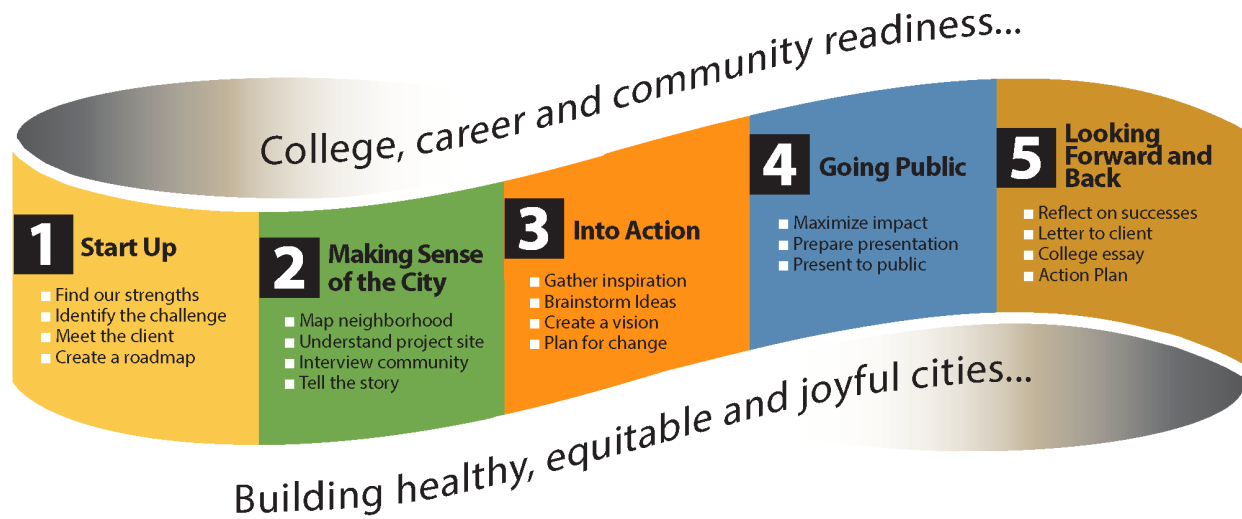 College, career and community readiness...
1
Start Up
Find our strengths
Identify the challenge
Meet the client
Create a roadmap
2
Making Sense
of the City
Map neighborhood
Understand project site
Interview community
Tell the story
3
Into Action
Gather inspiration
Brainstorm Ideas
Create a vision
Plan for change
4
Going Public
Maximize impact
Prepare presentation
Present to public
5
Looking
Forward and
Back
Reflect on successes
Letter to client
College essay
Action Plan
Building healthy, equitable and joyful cities...